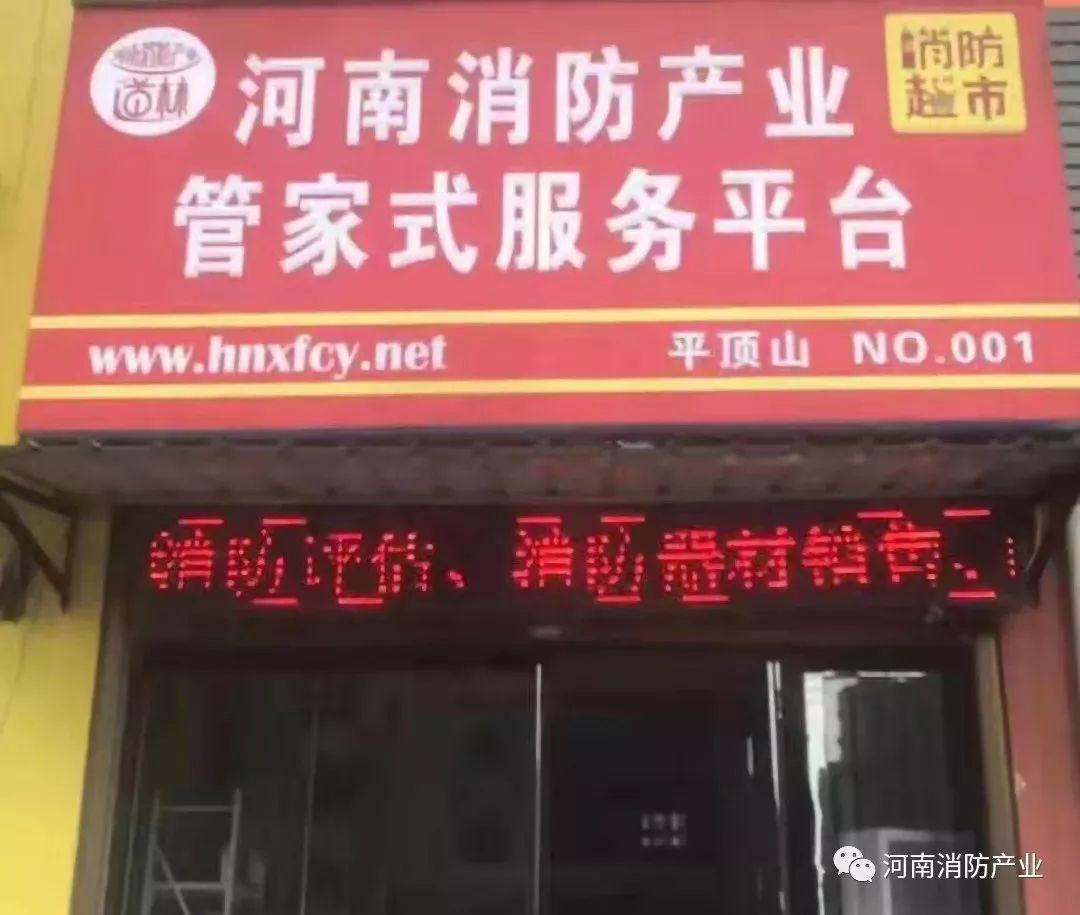 道林
河南消防产业
消防
超市
管家式服务平台
www.hnxfcy.net
平顶山 NO.001
消防评估、消防器材销售、
河南消防产业